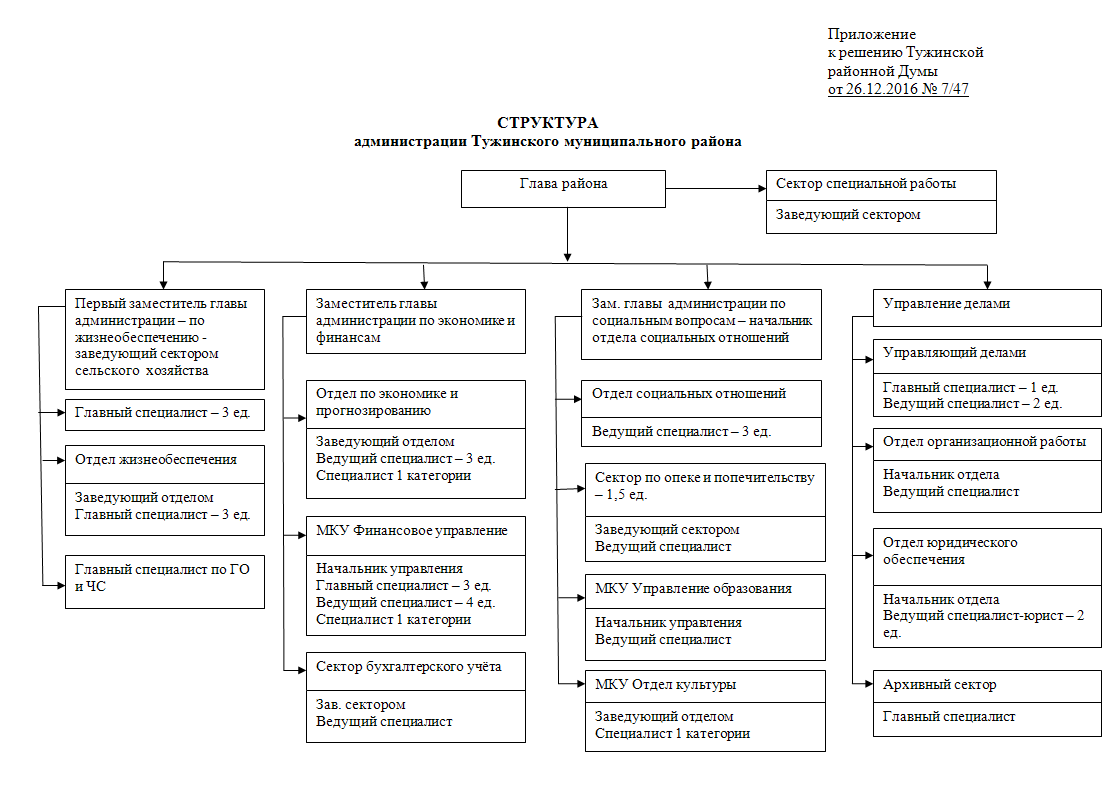 Приложение
к решению Тужинской
районной Думы
от 26.12.2016 № 7/47
СТРУКТУРА
администрации Тужинского муниципального района
Глава района
Сектор специальной работы
Заведующий сектором
Первый заместитель главы
администрации – по
жизнеобеспечению -
заведующий сектором
сельского хозяйства
Главный специалист – 3 ед.
Отдел жизнеобеспечения
Заведующий отделом
Главный специалист – 3 ед.
Главный специалист по ГО
и ЧС
Заместитель главы
администрации по экономике и
финансам
Отдел по экономике и
прогнозированию
Заведующий отделом
Ведущий специалист – 3 ед.
Специалист 1 категории
МКУ Финансовое управление
Начальник управления
Главный специалист – 3 ед.
Ведущий специалист – 4 ед.
Специалист 1 категории
Сектор бухгалтерского учёта
Зав. сектором
Ведущий специалист
Зам. главы администрации по
социальным вопросам – начальник
отдела социальных отношений
Отдел социальных отношений
Ведущий специалист – 3 ед.
Сектор по опеке и попечительству
– 1,5 ед.
Заведующий сектором
Ведущий специалист
МКУ Управление образования
Начальник управления
Ведущий специалист
МКУ Отдел культуры
Заведующий отделом
Специалист 1 категории
Управление делами
Управляющий делами
Главный специалист – 1 ед.
Ведущий специалист – 2 ед.
Отдел организационной работы
Начальник отдела
Ведущий специалист
Отдел юридического
обеспечения
Начальник отдела
Ведущий специалист-юрист – 2
ед.
Архивный сектор
Главный специалист